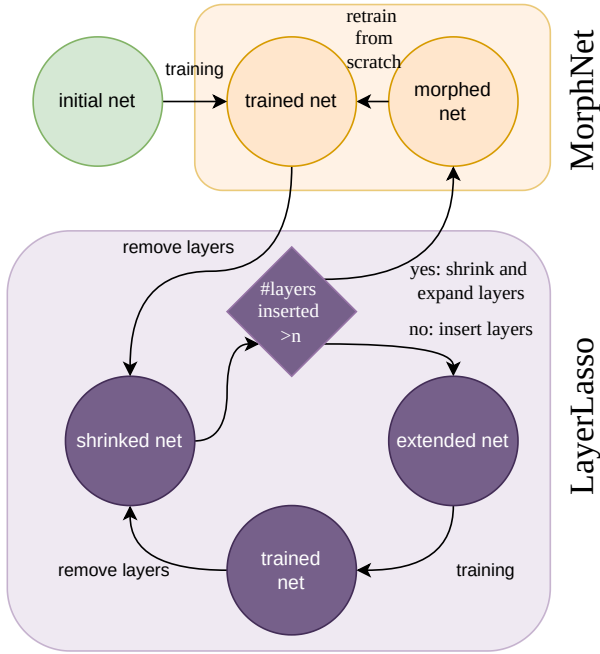 retrain
from
scratch
training
initial net
trained net
morphed
net
MorphNet
remove layers
#layers
inserted
>n
yes: shrink and
expand layers
no: insert layers
shrinked net
extended net
LayerLasso
trained
net
remove layers
training